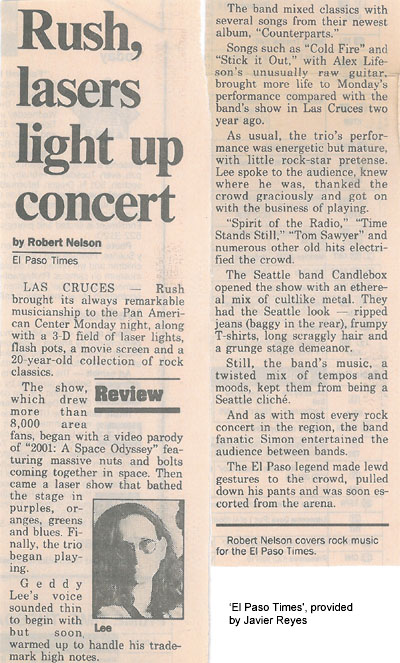 Rush,
lasers
light up
concert
by Robert Nelson
El Paso Times
LAS CRUCES — Rush
brought its always remarkable
musicianship to the Pan Ameri-
can Center Monday night, along
with a 3-D field of laser lights,
flash pots, a movie screen and a
20-year-old collection of rock
classics.
The show,
which drew
more than
8,000 area
Review
fans, began with a video parody
of "2001: A Space Odyssey" fea-
turing massive nuts and bolts
coming together in space. Then
came a laser show that bathed
the stage in
purples, or-
anges, greens
and blues. Fi-
nally, the trio
began play-
ing.
Geddy
Lee's voice
sounded thin
to begin with
but soon
Lee
warmed up to handle his trade-
mark high notes.
The band mixed classics with
several songs from their newest
album, "Counterparts."
Songs such as "Cold Fire" and
"Stick it Out," with Alex Life-
son's unusually raw guitar,
brought more life to Monday's
performance compared with the
band's show in Las Cruces two
year ago.
As usual, the trio's perfor-
mance was energetic but mature,
with little rock-star pretense.
Lee spoke to the audience, knew
where he was, thanked the
crowd graciously and got on
with the business of playing.
"Spirit of the Radio," "Time
Stands Still," "Tom Sawyer" and
numerous other old hits electri-
fied the crowd.
The Seattle band Candlebox
opened the show with an ethere-
al mix of cultlike metal. They
had the Seattle look — ripped
jeans (baggy in the rear), frumpy
T-shirts, long scraggly hair and
a grunge stage demeanor.
Still, the band's music, a
twisted mix of tempos and
moods, kept them from being a
Seattle cliché.
And as with most every rock
concert in the region, the band
fanatic Simon entertained the
audience between bands.
The El Paso legend made lewd
gestures to the crowd, pulled
down his pants and was soon es-
corted from the arena.
Robert Nelson covers rock music
for the El Paso Times.
'El Paso Times', provided
by Javier Reyes